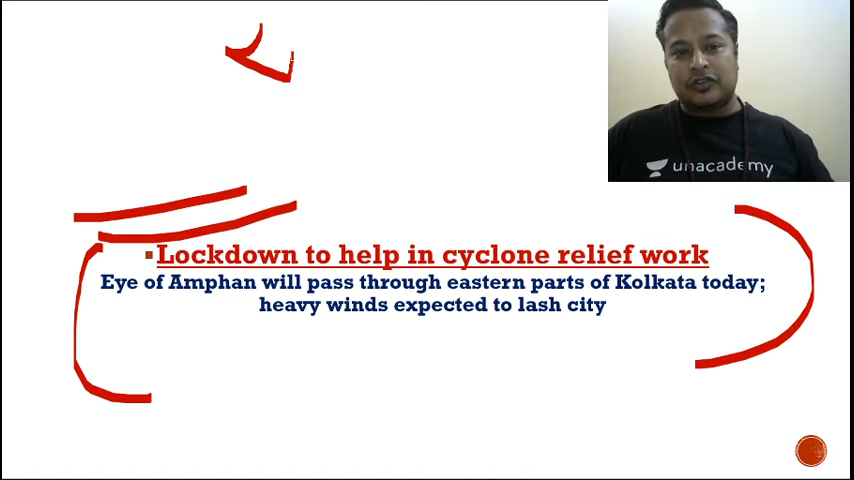 unacademy
Lockdown to help in cyclone relief work
Eye of Amphan will pass through eastern parts of Kolkata today;
heavy winds expected to lash city